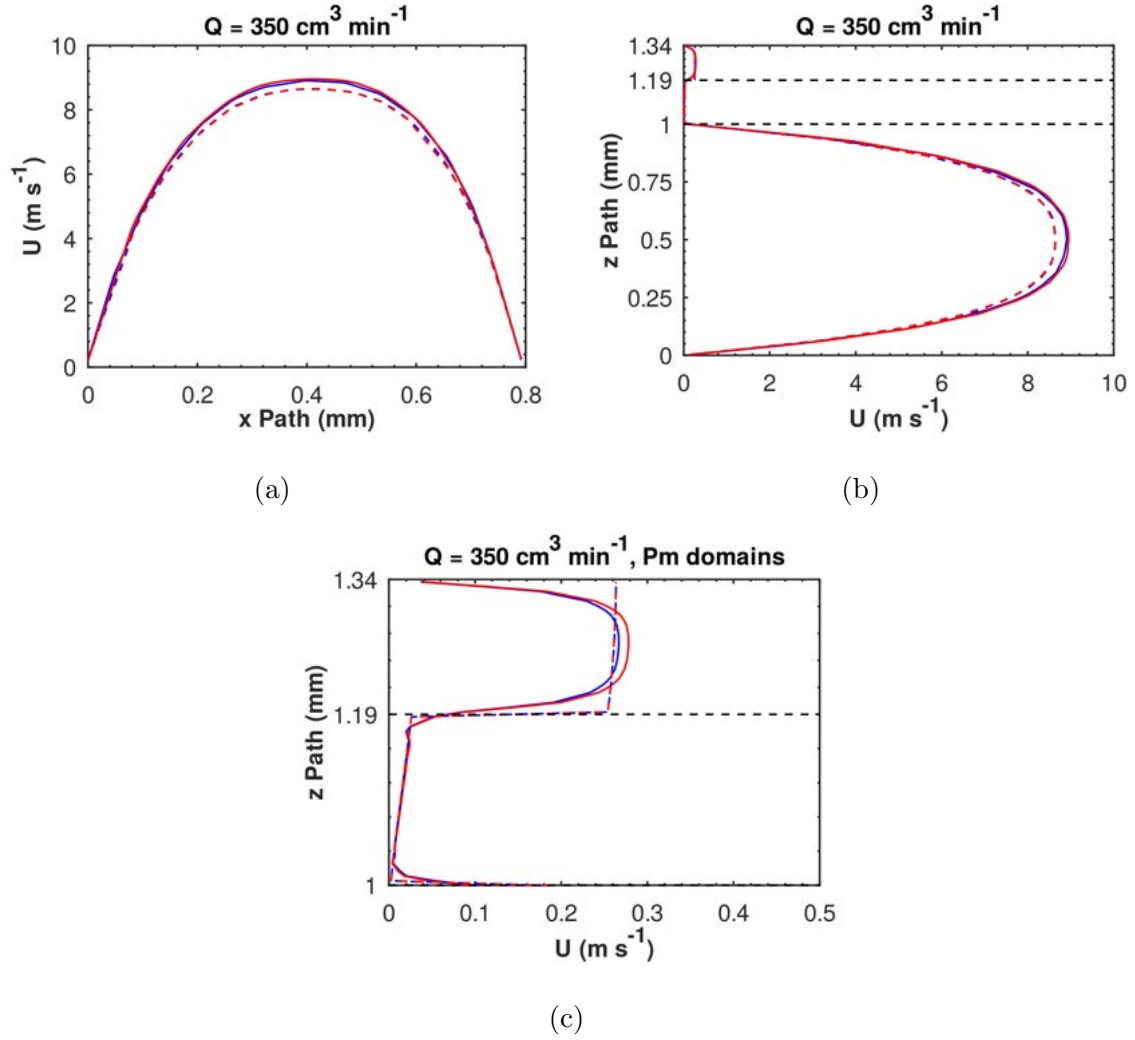 Q = 350 cm³ min⁻¹
10
8
6
4
2
0
U (m s⁻¹)
0 0.2 0.4 0.6 0.8
x Path (mm)
(a)
Q = 350 cm³ min⁻¹
1.34
1.19
1
0.75
0.5
0.25
0
z Path (mm)
0 2 4 6 8 10
U (m s⁻¹)
(b)
Q = 350 cm³ min⁻¹, Pm domains
1.34
1.19
1
z Path (mm)
0 0.1 0.2 0.3 0.4 0.5
U (m s⁻¹)
(c)